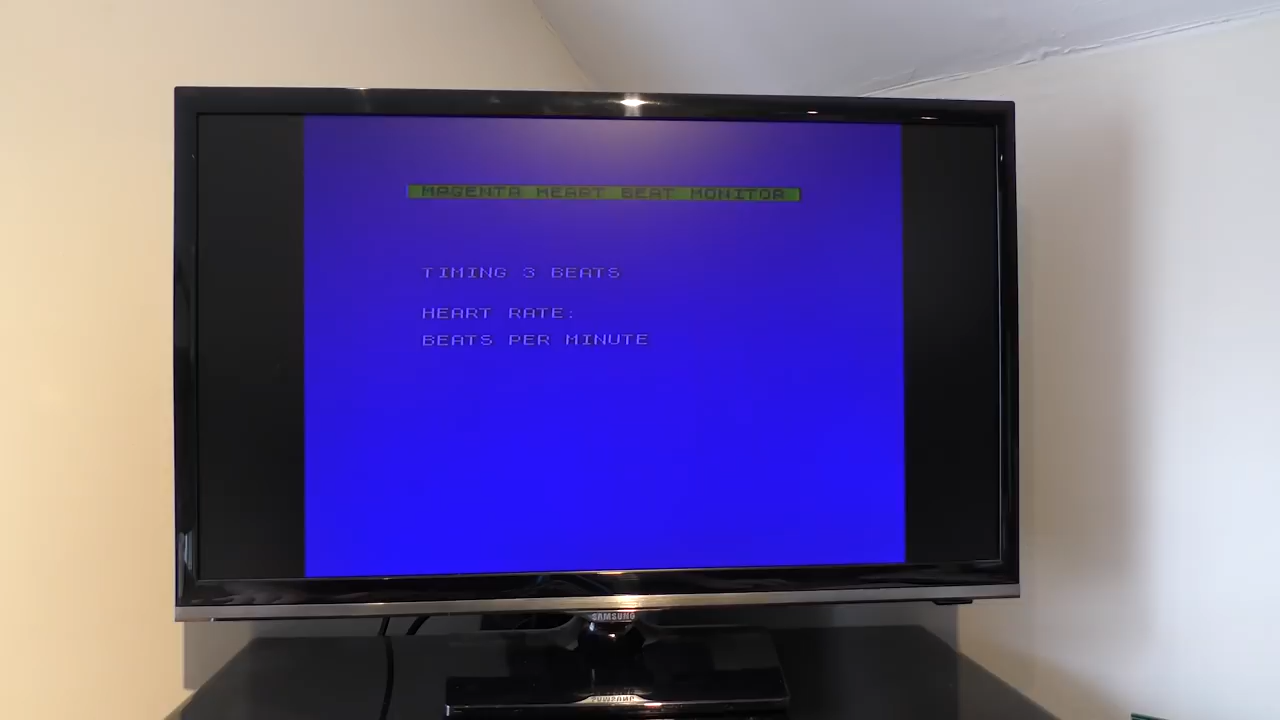 MAGENTA HEART BEAT MONITOR
TIMING 3 BEATS
HEART RATE:
BEATS PER MINUTE
SAMSUNG